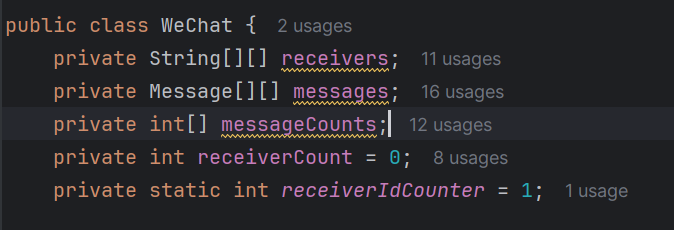 public class WeChat { 2 usages
private String[][] receivers; 11 usages
private Message[][] messages; 16 usages
private int[] messageCounts; 12 usages
private int receiverCount = 0; 8 usages
private static int receiverIdCounter = 1; 1 usage